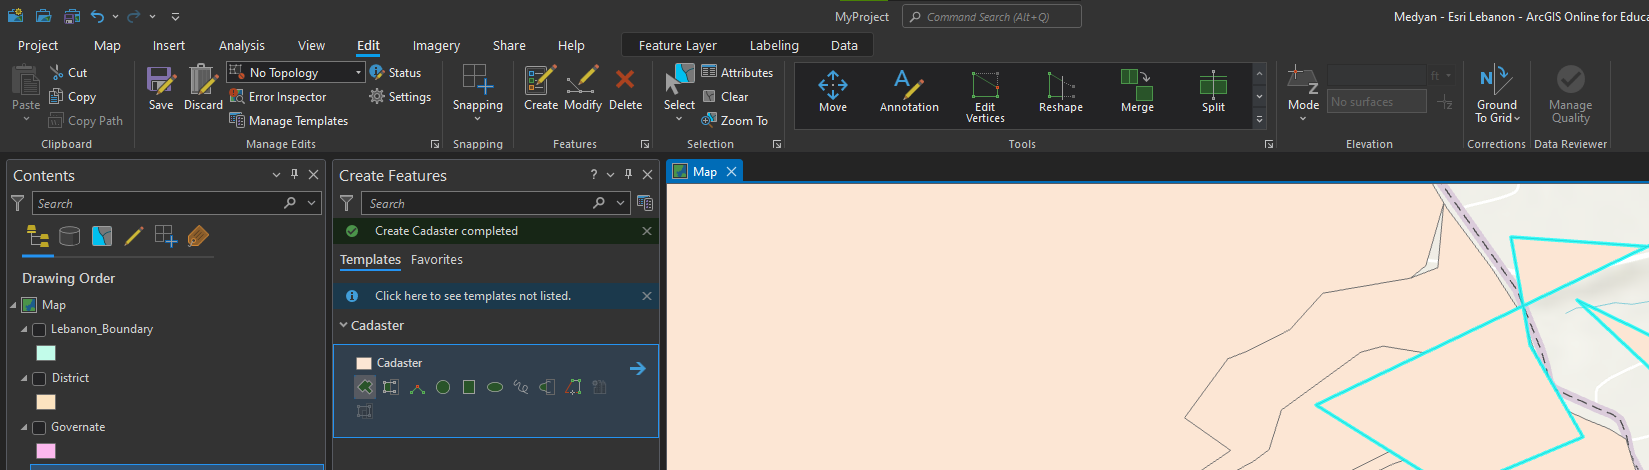 MyProject
Command Search (Alt+Q)
Medyan - Esri Lebanon - ArcGIS Online for Educa
Project Map Insert Analysis View Edit Imagery Share Help Feature Layer Labeling Data
Paste
Cut
Copy
Copy Path
Clipboard
Save
Discard
No Topology
Error Inspector
Manage Templates
Status
Settings
Manage Edits
Snapping
Snapping
Create
Modify
Delete
Features
Select
Attributes
Clear
Zoom To
Selection
Move
Annotation
Edit
Vertices
Reshape
Merge
Split
Tools
Mode
ft
No surfaces
Elevation
Ground
To Grid
Corrections
Manage
Quality
Data Reviewer
Contents
Search
Drawing Order
Map
Lebanon_Boundary
District
Governate
Create Features
?
Search
Create Cadaster completed
Templates Favorites
Click here to see templates not listed.
Cadaster
Cadaster
Map